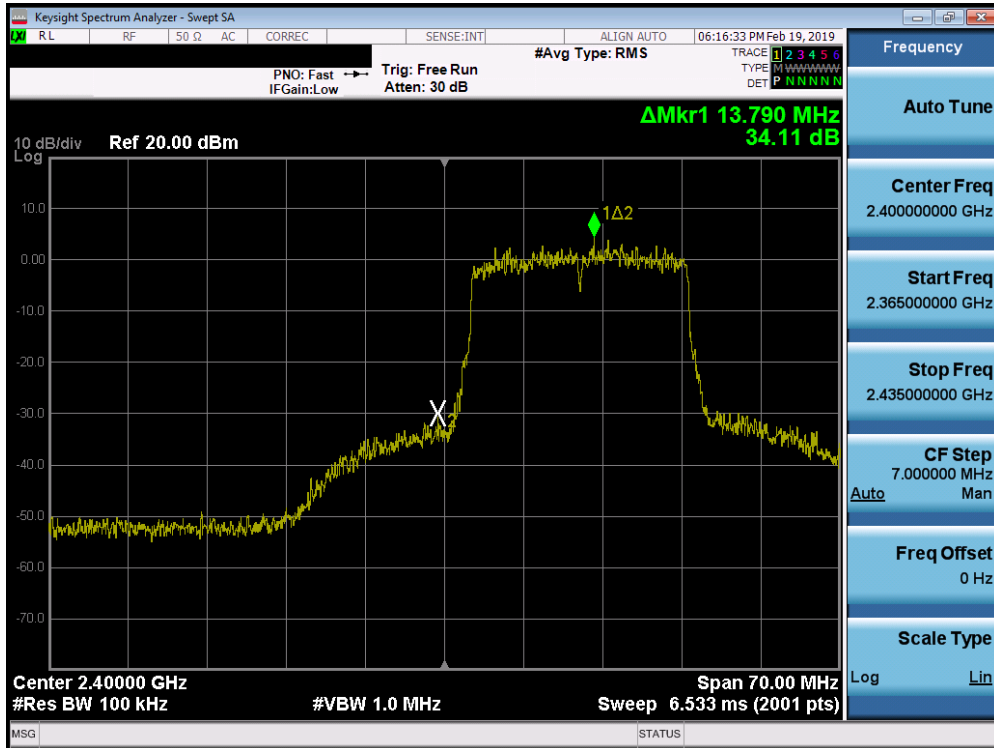 Keysight Spectrum Analyzer - Swept SA
LXI RL RF 50 Ω AC CORREC SENSE:INT ALIGN AUTO 06:16:33 PM Feb 19, 2019
#Avg Type: RMS TRACE 1 2 3 4 5 6
PNO: Fast Trig: Free Run TYPE M WWWWW
IFGain:Low Atten: 30 dB DET P N N N N N
ΔMkr1 13.790 MHz
10 dB/div Ref 20.00 dBm 34.11 dB
Log
10.0
1Δ2
0.00
-10.0
-20.0
-30.0
X2
-40.0
-50.0
-60.0
-70.0
Center 2.40000 GHz Span 70.00 MHz
#Res BW 100 kHz #VBW 1.0 MHz Sweep 6.533 ms (2001 pts)
MSG STATUS
Frequency
Auto Tune
Center Freq
2.400000000 GHz
Start Freq
2.365000000 GHz
Stop Freq
2.435000000 GHz
CF Step
7.000000 MHz
Auto Man
Freq Offset
0 Hz
Scale Type
Log Lin